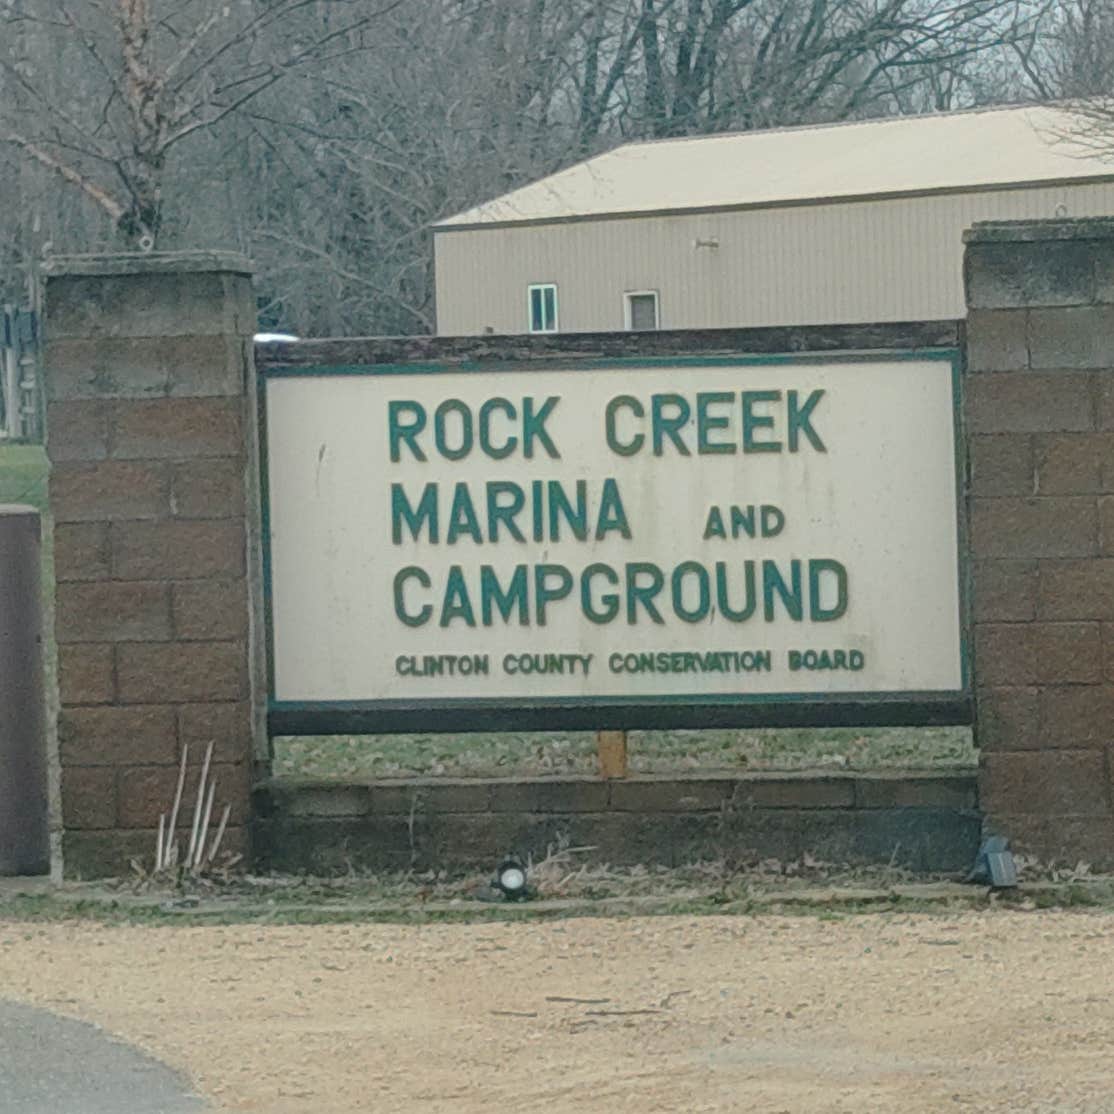 ROCK CREEK
MARINA AND
CAMPGROUND
CLINTON COUNTY CONSERVATION BOARD